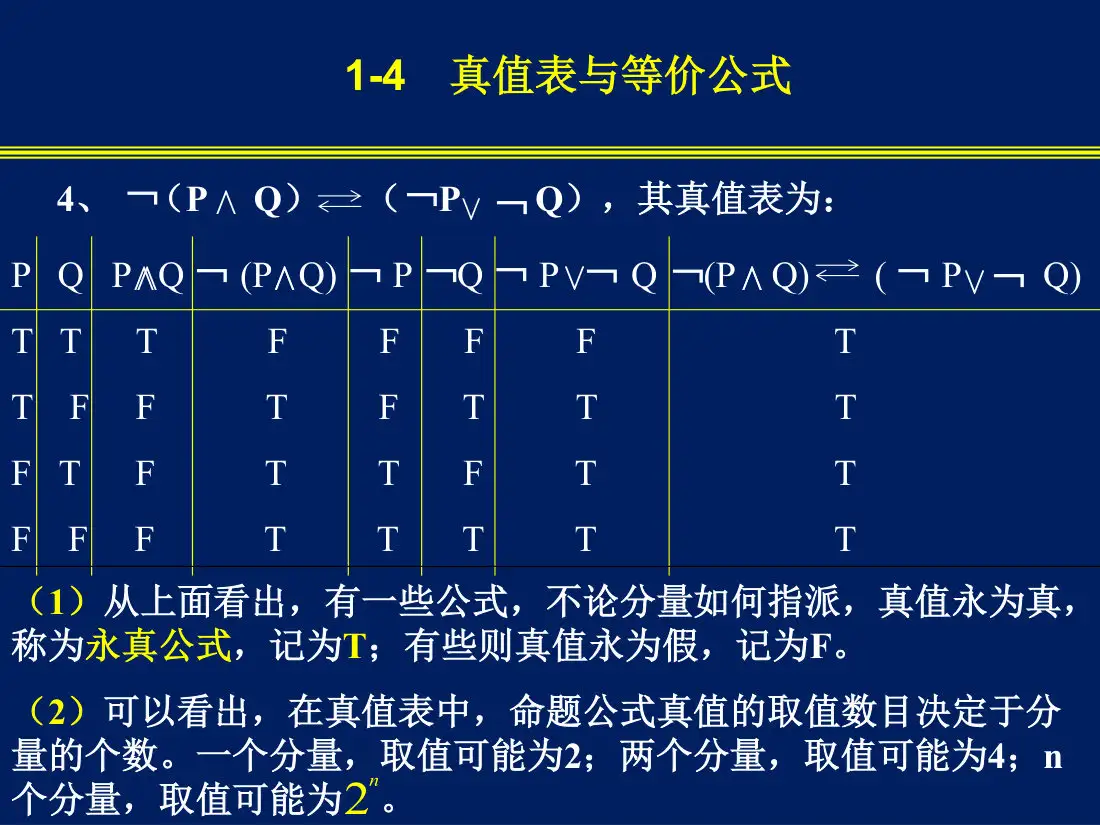 1-4 真值表与等价公式
4、 ¬（P∧ Q）⇄（¬P∨ ¬Q），其真值表为：
P Q P∧Q ¬ (P∧Q) ¬ P ¬Q ¬ P∨¬ Q ¬(P∧Q)⇄ ( ¬ P∨¬ Q)
T T T F F F F T
T F F T F T T T
F T F T T F T T
F F F T T T T T
（1）从上面看出，有一些公式，不论分量如何指派，真值永为真，
称为永真公式，记为T；有些则真值永为假，记为F。
（2）可以看出，在真值表中，命题公式真值的取值数目决定于分
量的个数。一个分量，取值可能为2；两个分量，取值可能为4；n
个分量，取值可能为2ⁿ。